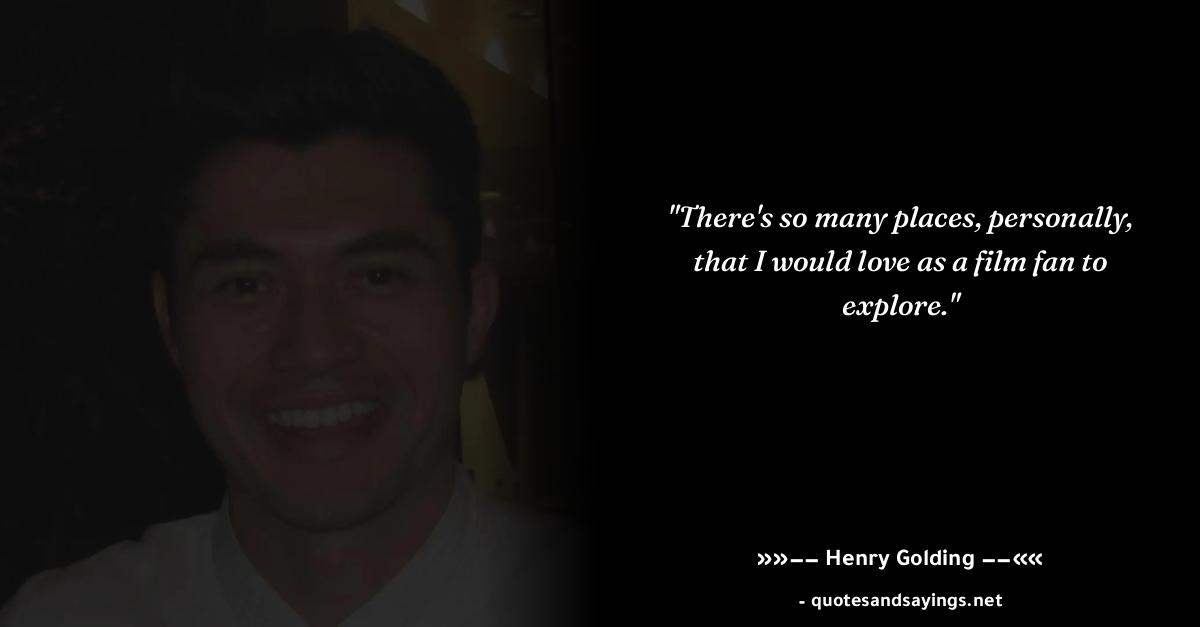 "There's so many places, personally,
that I would love as a film fan to
explore."
»»−− Henry Golding −−««
- quotesandsayings.net